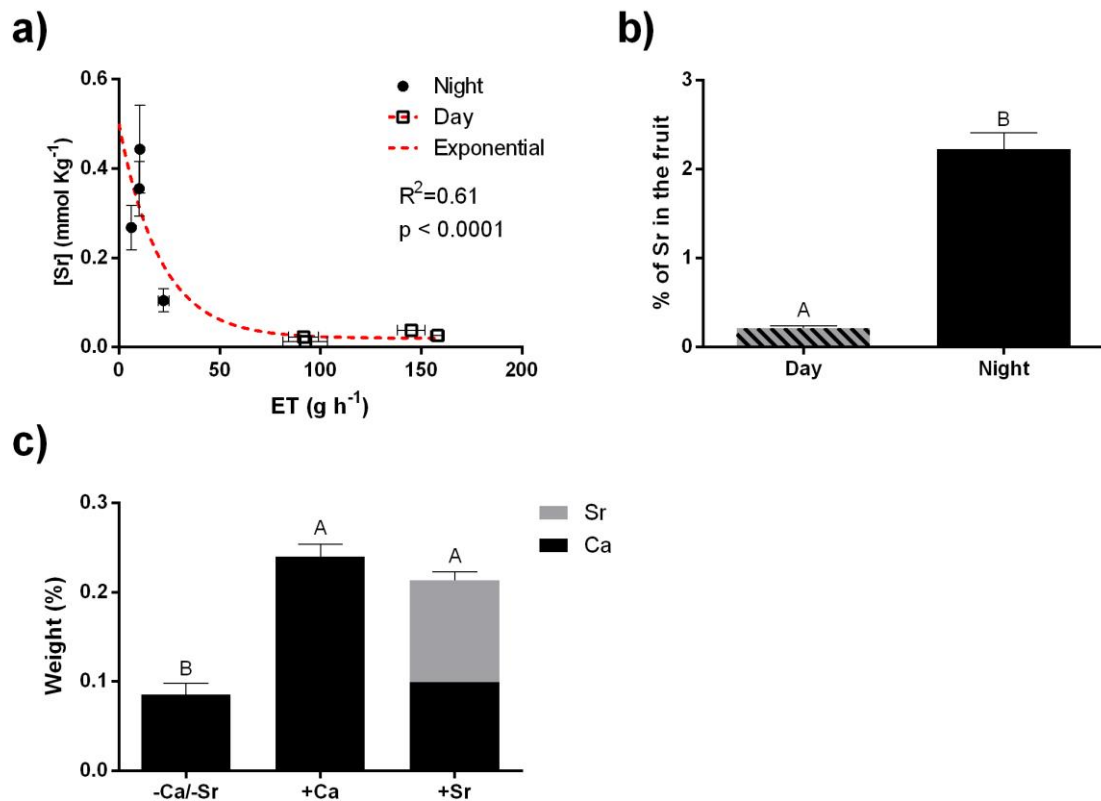 a)
0.6
0.4
0.2
0.0
[Sr] (mmol Kg⁻¹)
0
50
100
150
200
ET (g h⁻¹)
Night
Day
Exponential
R²=0.61
p < 0.0001
b)
3
2
1
0
% of Sr in the fruit
A
B
Day
Night
c)
0.3
0.2
0.1
0.0
Weight (%)
B
A
A
-Ca/-Sr
+Ca
+Sr
Sr
Ca